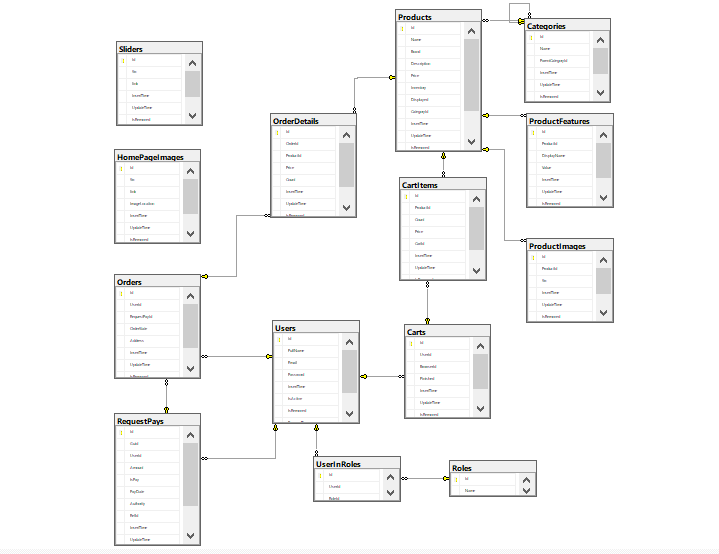 Sliders
Id
Src
link
InsertTime
UpdateTime
IsRemoved
HomePageImages
Id
Src
link
ImageLocation
InsertTime
UpdateTime
IsRemoved
Orders
Id
UserId
RequestPayId
OrderState
Address
InsertTime
UpdateTime
IsRemoved
RequestPays
Id
Guid
UserId
Amount
IsPay
PayDate
Authority
RefId
InsertTime
UpdateTime
OrderDetails
Id
OrderId
ProductId
Price
Count
InsertTime
UpdateTime
IsRemoved
Users
Id
FullName
Email
Password
InsertTime
IsActive
IsRemoved
UserInRoles
Id
UserId
RoleId
Products
Id
Name
Brand
Description
Price
Inventory
Displayed
CategoryId
InsertTime
UpdateTime
IsRemoved
CartItems
Id
ProductId
Count
Price
CartId
InsertTime
UpdateTime
Carts
Id
UserId
BrowserId
Finished
InsertTime
UpdateTime
IsRemoved
Roles
Id
Name
Categories
Id
Name
ParentCategoryId
InsertTime
UpdateTime
IsRemoved
ProductFeatures
Id
ProductId
DisplayName
Value
InsertTime
UpdateTime
IsRemoved
ProductImages
Id
ProductId
Src
InsertTime
UpdateTime
IsRemoved